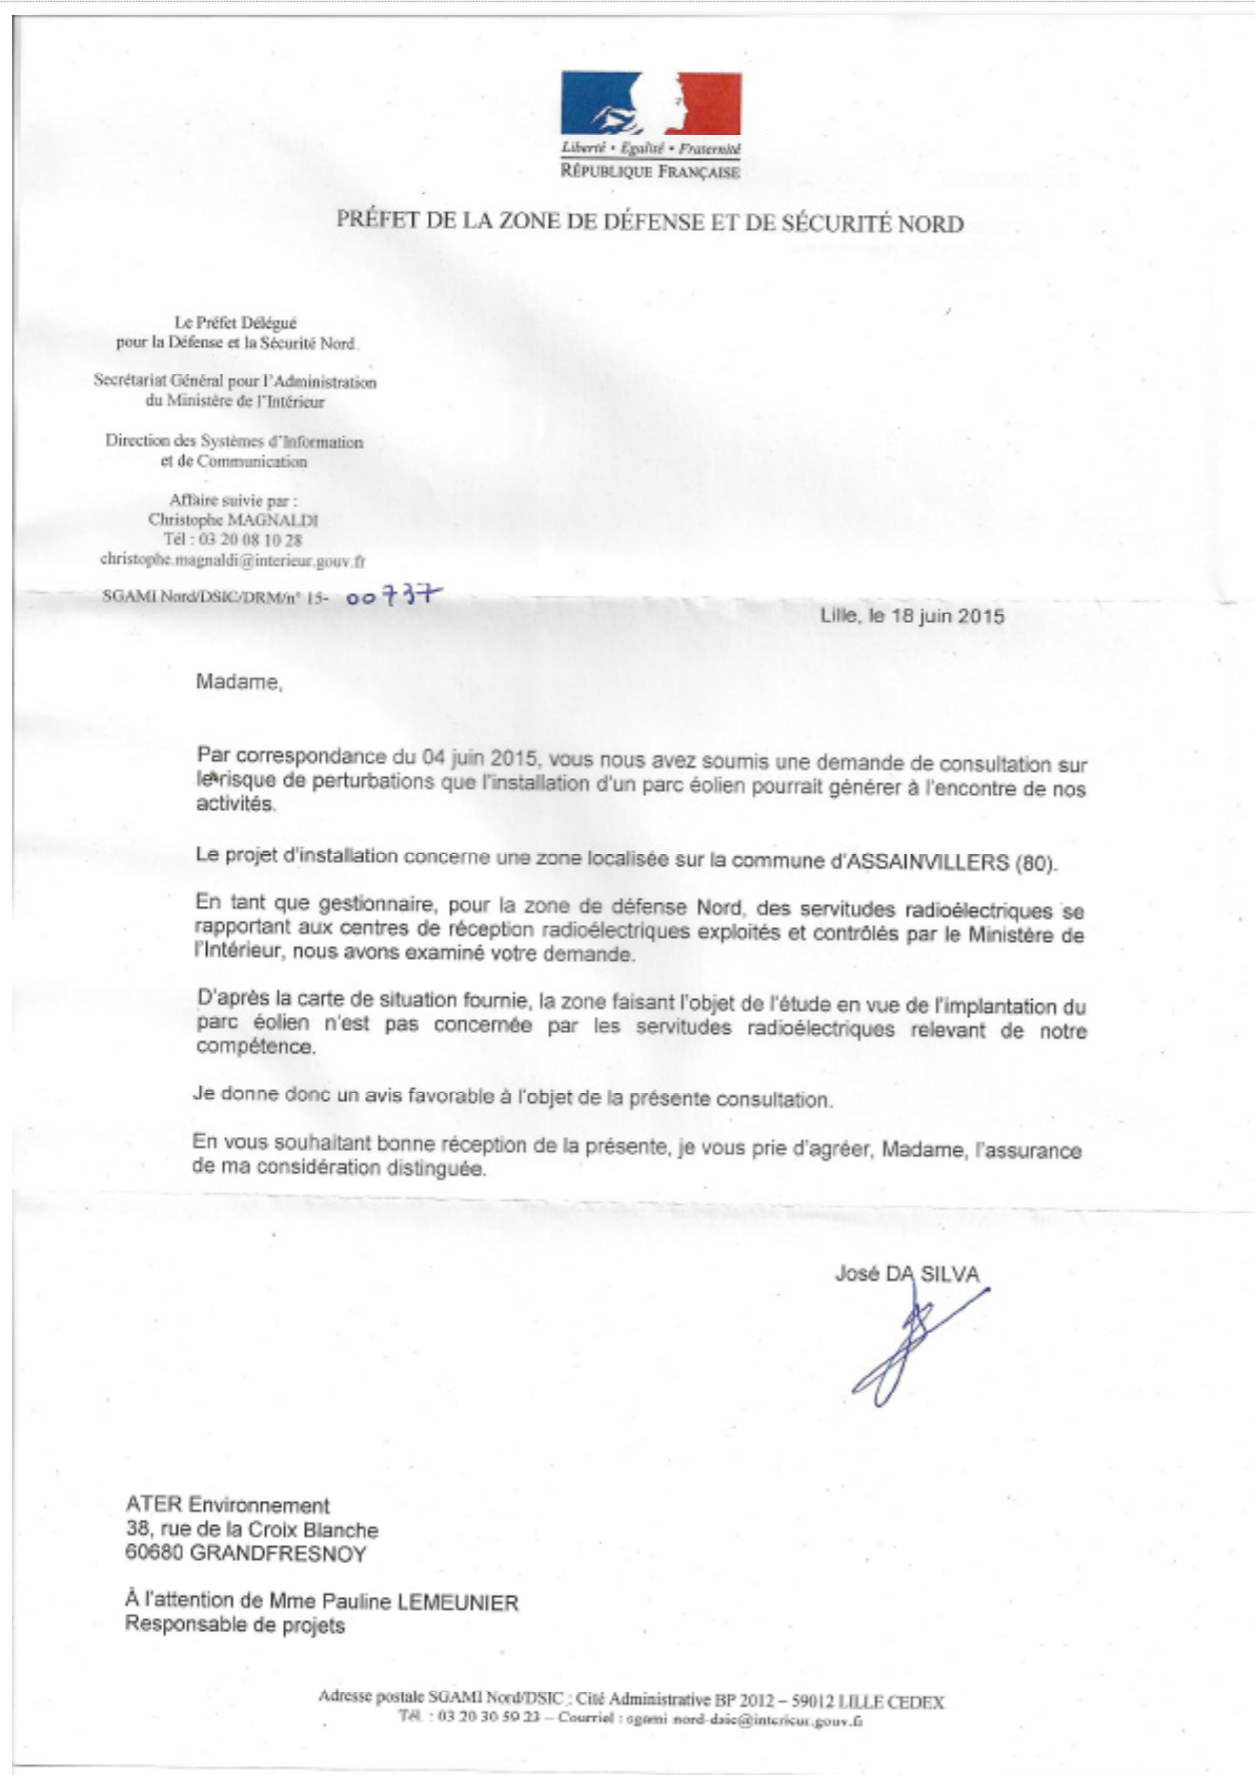 Liberté • Égalité • Fraternité
RÉPUBLIQUE FRANÇAISE
PRÉFET DE LA ZONE DE DÉFENSE ET DE SÉCURITÉ NORD
Le Préfet Délégué
pour la Défense et la Sécurité Nord
Secrétariat Général pour l'Administration
du Ministère de l'Intérieur
Direction des Systèmes d'Information
et de Communication
Affaire suivie par :
Christophe MAGNALDI
Tél : 03 20 08 10 28
christophe.magnaldi@interieur.gouv.fr
SGAMI Nord/DSIC/DRM/n° 15- 00737
Lille, le 18 juin 2015
Madame,
Par correspondance du 04 juin 2015, vous nous avez soumis une demande de consultation sur
le risque de perturbations que l'installation d'un parc éolien pourrait générer à l'encontre de nos
activités.
Le projet d'installation concerne une zone localisée sur la commune d'ASSAINVILLERS (80).
En tant que gestionnaire, pour la zone de défense Nord, des servitudes radioélectriques se
rapportant aux centres de réception radioélectriques exploités et contrôlés par le Ministère de
l'Intérieur, nous avons examiné votre demande.
D'après la carte de situation fournie, la zone faisant l'objet de l'étude en vue de l'implantation du
parc éolien n'est pas concernée par les servitudes radioélectriques relevant de notre
compétence.
Je donne donc un avis favorable à l'objet de la présente consultation.
En vous souhaitant bonne réception de la présente, je vous prie d'agréer, Madame, l'assurance
de ma considération distinguée.
José DA SILVA
ATER Environnement
38, rue de la Croix Blanche
60680 GRANDFRESNOY
À l'attention de Mme Pauline LEMEUNIER
Responsable de projets
Adresse postale SGAMI Nord/DSIC : Cité Administrative BP 2012 – 59012 LILLE CEDEX
Tél. : 03 20 30 59 23 – Courriel : sgami-nord-dsic@interieur.gouv.fr